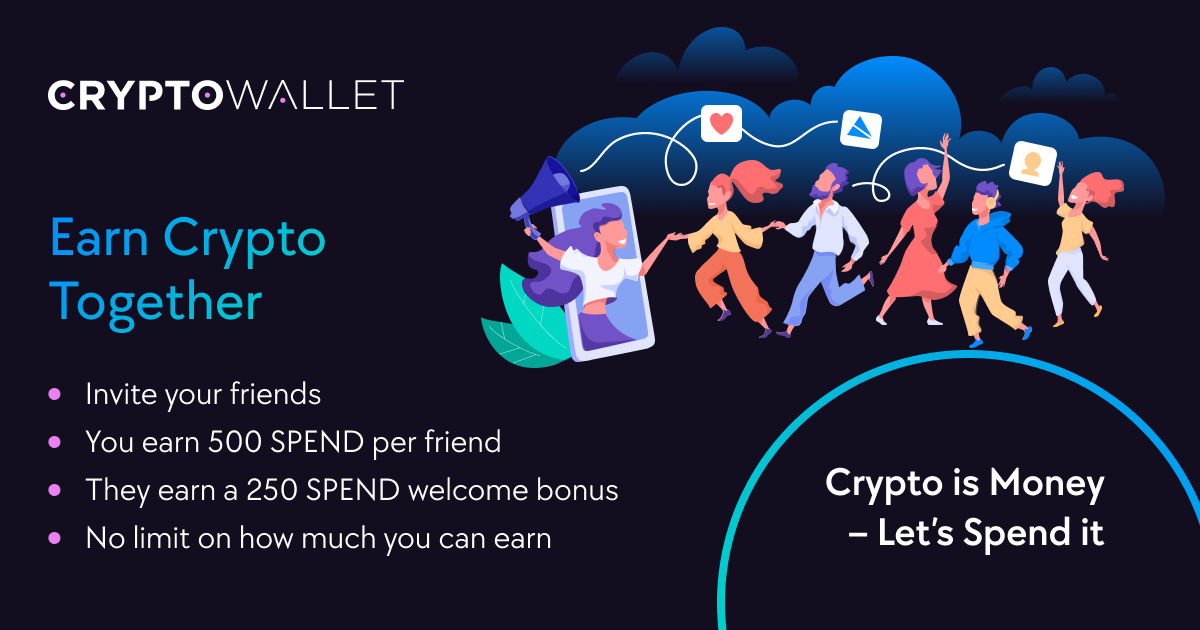 CRYPTOWALLET
Earn Crypto
Together
Invite your friends
You earn 500 SPEND per friend
They earn a 250 SPEND welcome bonus
No limit on how much you can earn
Crypto is Money
– Let's Spend it